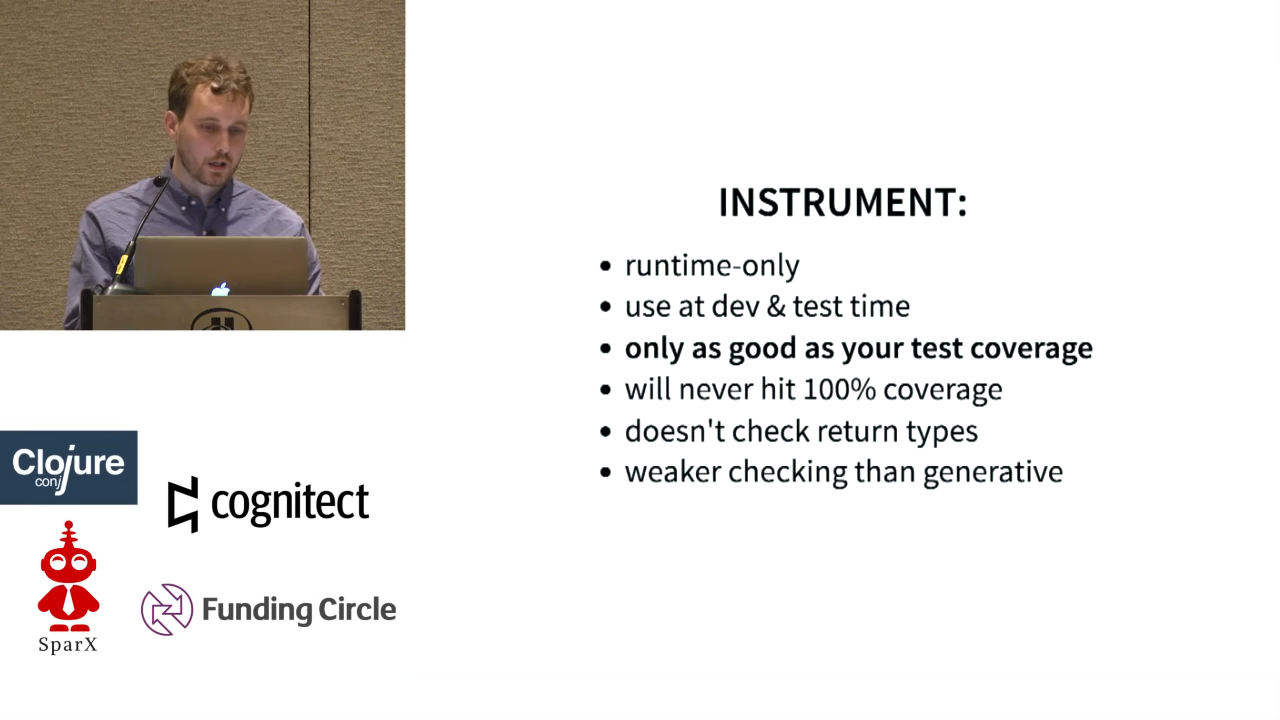 INSTRUMENT:
• runtime-only
• use at dev & test time
• only as good as your test coverage
• will never hit 100% coverage
• doesn't check return types
• weaker checking than generative
Clojure
conj
cognitect
SparX
Funding Circle